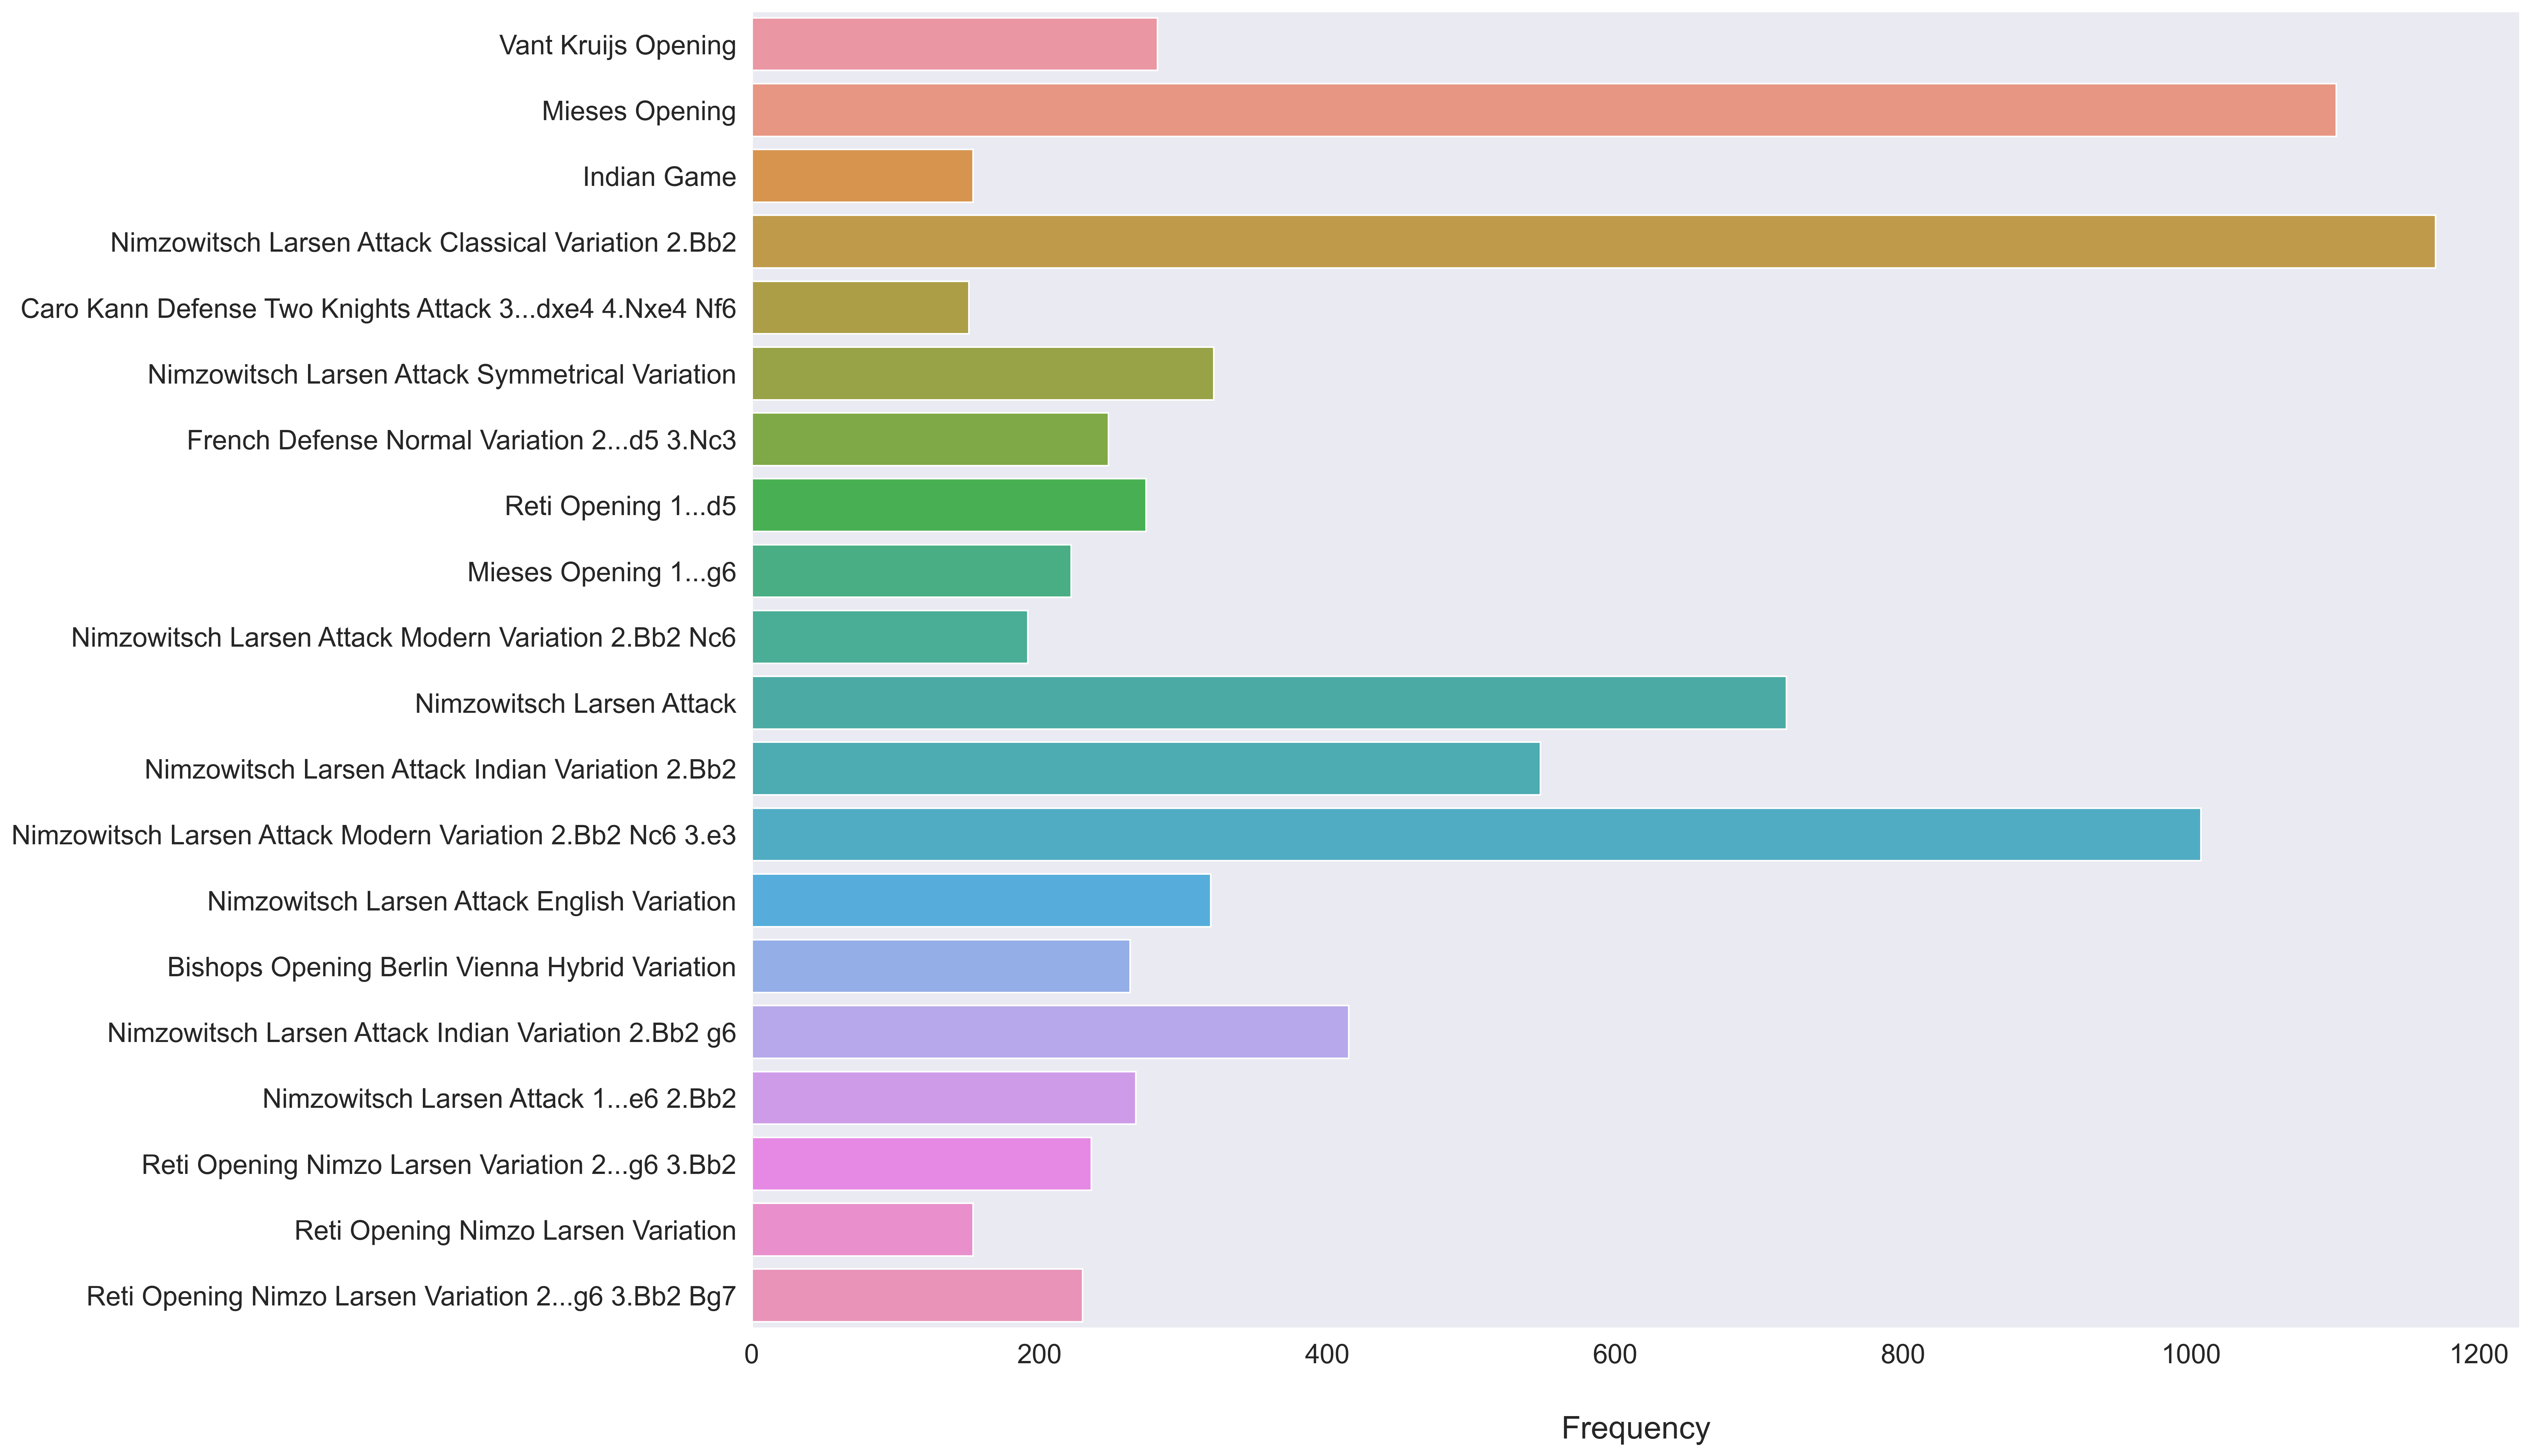 Vant Kruijs Opening
Mieses Opening
Indian Game
Nimzowitsch Larsen Attack Classical Variation 2.Bb2
Caro Kann Defense Two Knights Attack 3...dxe4 4.Nxe4 Nf6
Nimzowitsch Larsen Attack Symmetrical Variation
French Defense Normal Variation 2...d5 3.Nc3
Reti Opening 1...d5
Mieses Opening 1...g6
Nimzowitsch Larsen Attack Modern Variation 2.Bb2 Nc6
Nimzowitsch Larsen Attack
Nimzowitsch Larsen Attack Indian Variation 2.Bb2
Nimzowitsch Larsen Attack Modern Variation 2.Bb2 Nc6 3.e3
Nimzowitsch Larsen Attack English Variation
Bishops Opening Berlin Vienna Hybrid Variation
Nimzowitsch Larsen Attack Indian Variation 2.Bb2 g6
Nimzowitsch Larsen Attack 1...e6 2.Bb2
Reti Opening Nimzo Larsen Variation 2...g6 3.Bb2
Reti Opening Nimzo Larsen Variation
Reti Opening Nimzo Larsen Variation 2...g6 3.Bb2 Bg7
0 200 400 600 800 1000 1200
Frequency